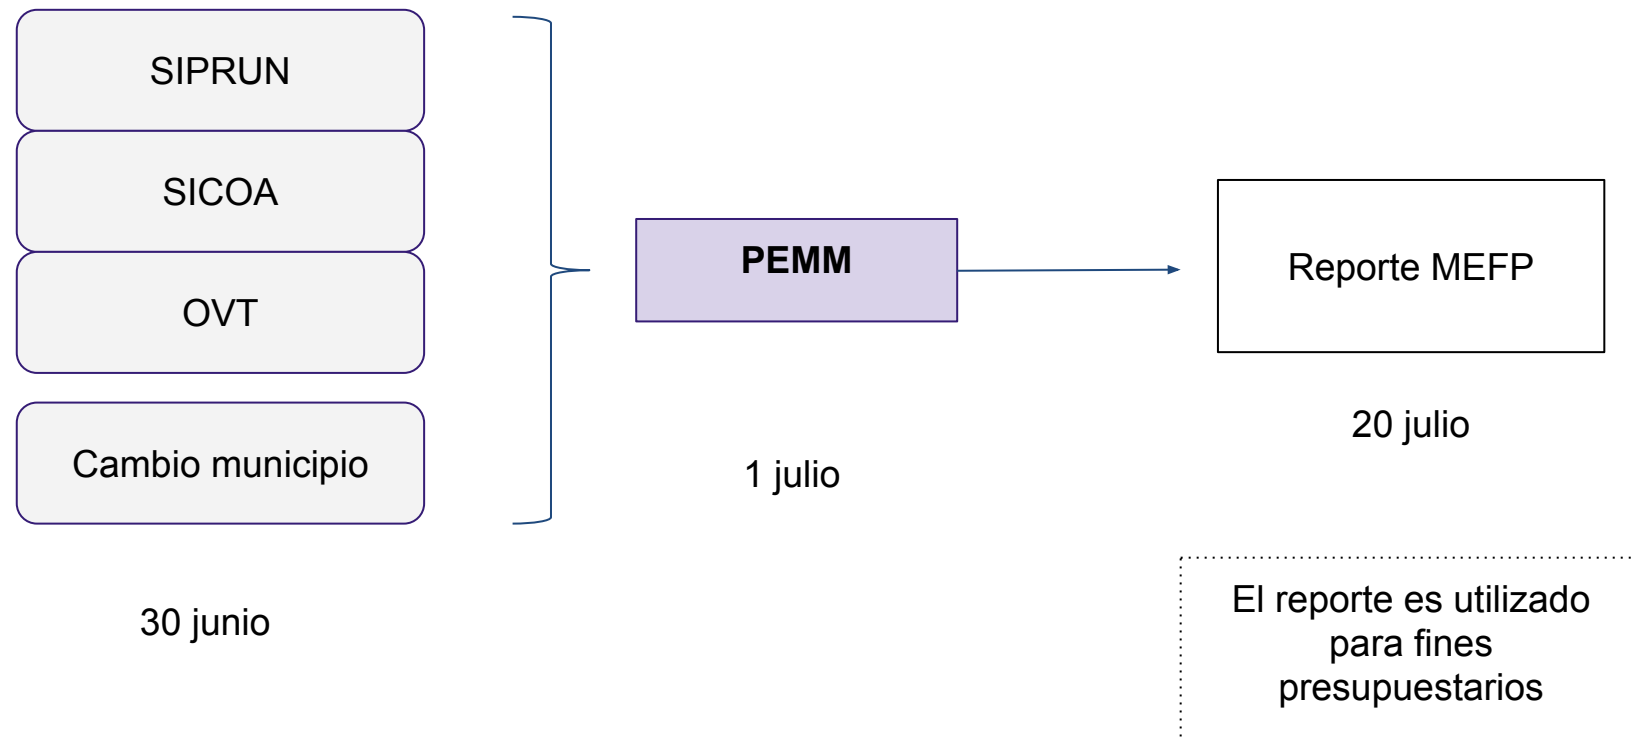 SIPRUN
SICOA
OVT
Cambio municipio
30 junio
PEMM
1 julio
Reporte MEFP
20 julio
El reporte es utilizado
para fines
presupuestarios